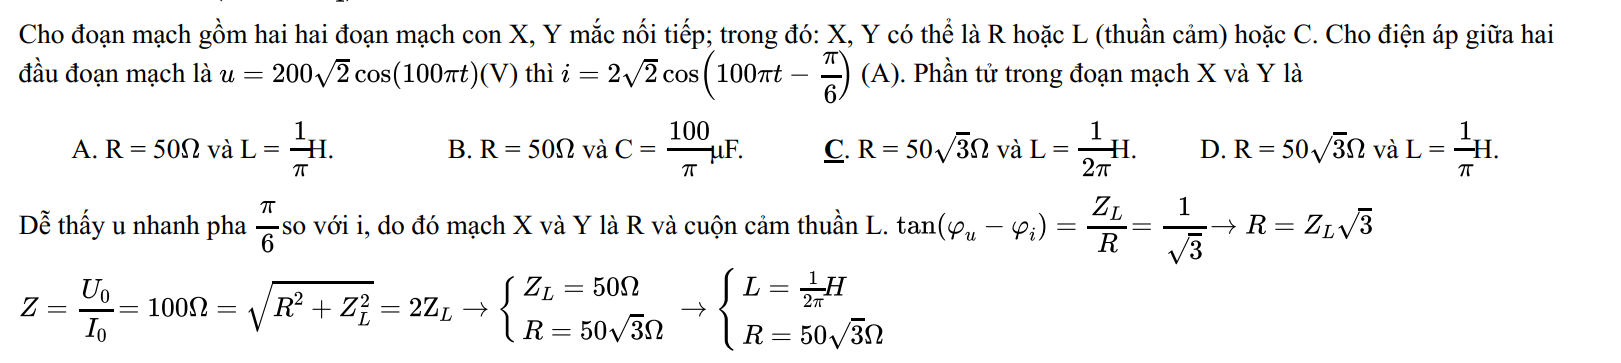 Cho đoạn mạch gồm hai hai đoạn mạch con X, Y mắc nối tiếp; trong đó: X, Y có thể là R hoặc L (thuần cảm) hoặc C. Cho điện áp giữa hai
đầu đoạn mạch là $u = 200\sqrt{2}\cos(100\pi t)$(V) thì $i = 2\sqrt{2}\cos\left(100\pi t - \frac{\pi}{6}\right)$ (A). Phần tử trong đoạn mạch X và Y là
A. R = 50Ω và L = $\frac{1}{\pi}$H. B. R = 50Ω và C = $\frac{100}{\pi}$μF. C. R = $50\sqrt{3}$Ω và L = $\frac{1}{2\pi}$H. D. R = $50\sqrt{3}$Ω và L = $\frac{1}{\pi}$H.
Dễ thấy u nhanh pha $\frac{\pi}{6}$ so với i, do đó mạch X và Y là R và cuộn cảm thuần L. $\tan(\varphi_u - \varphi_i) = \frac{Z_L}{R} = \frac{1}{\sqrt{3}} \rightarrow R = Z_L\sqrt{3}$
$Z = \frac{U_0}{I_0} = 100\Omega = \sqrt{R^2 + Z_L^2} = 2Z_L \rightarrow \begin{cases} Z_L = 50\Omega \\ R = 50\sqrt{3}\Omega \end{cases} \rightarrow \begin{cases} L = \frac{1}{2\pi}H \\ R = 50\sqrt{3}\Omega \end{cases}$